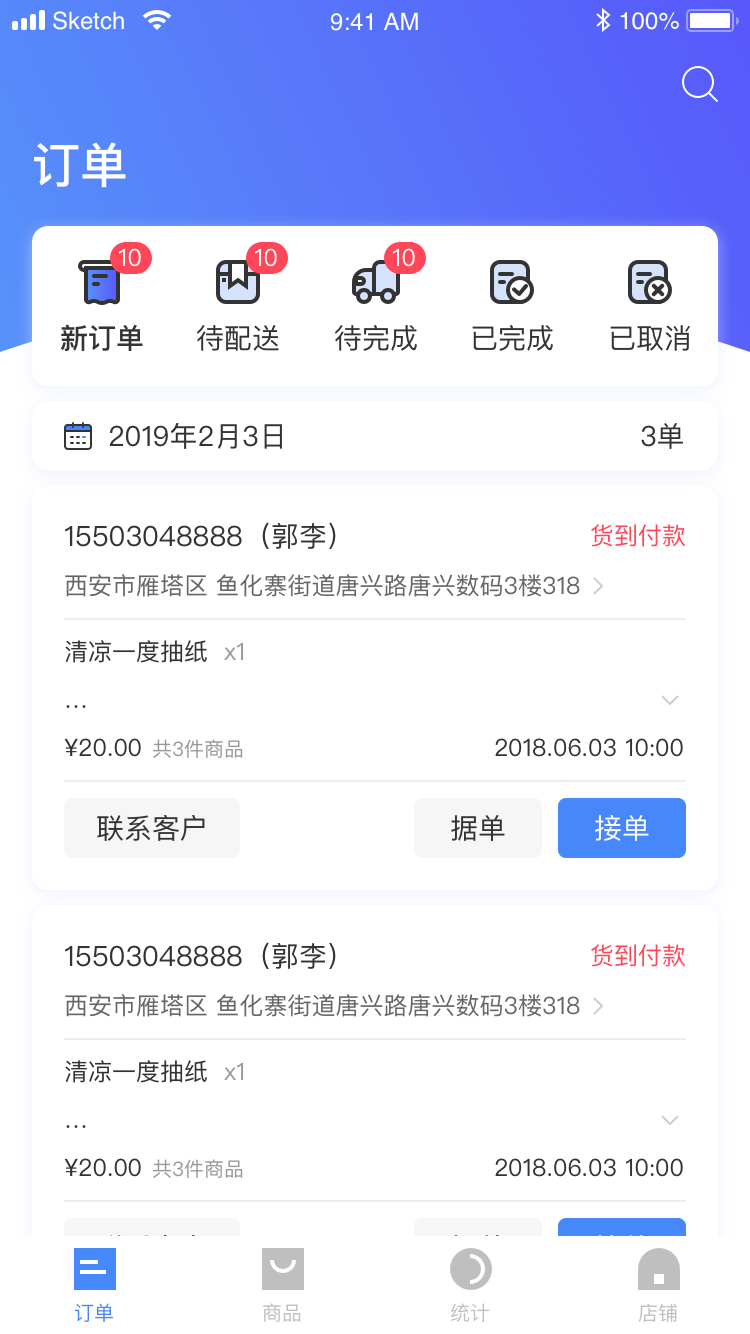 Sketch 9:41 AM 100%
订单
10 10 10
新订单 待配送 待完成 已完成 已取消
2019年2月3日 3单
15503048888（郭李） 货到付款
西安市雁塔区 鱼化寨街道唐兴路唐兴数码3楼318
清凉一度抽纸 x1
...
¥20.00 共3件商品 2018.06.03 10:00
联系客户 据单 接单
15503048888（郭李） 货到付款
西安市雁塔区 鱼化寨街道唐兴路唐兴数码3楼318
清凉一度抽纸 x1
...
¥20.00 共3件商品 2018.06.03 10:00
订单 商品 统计 店铺